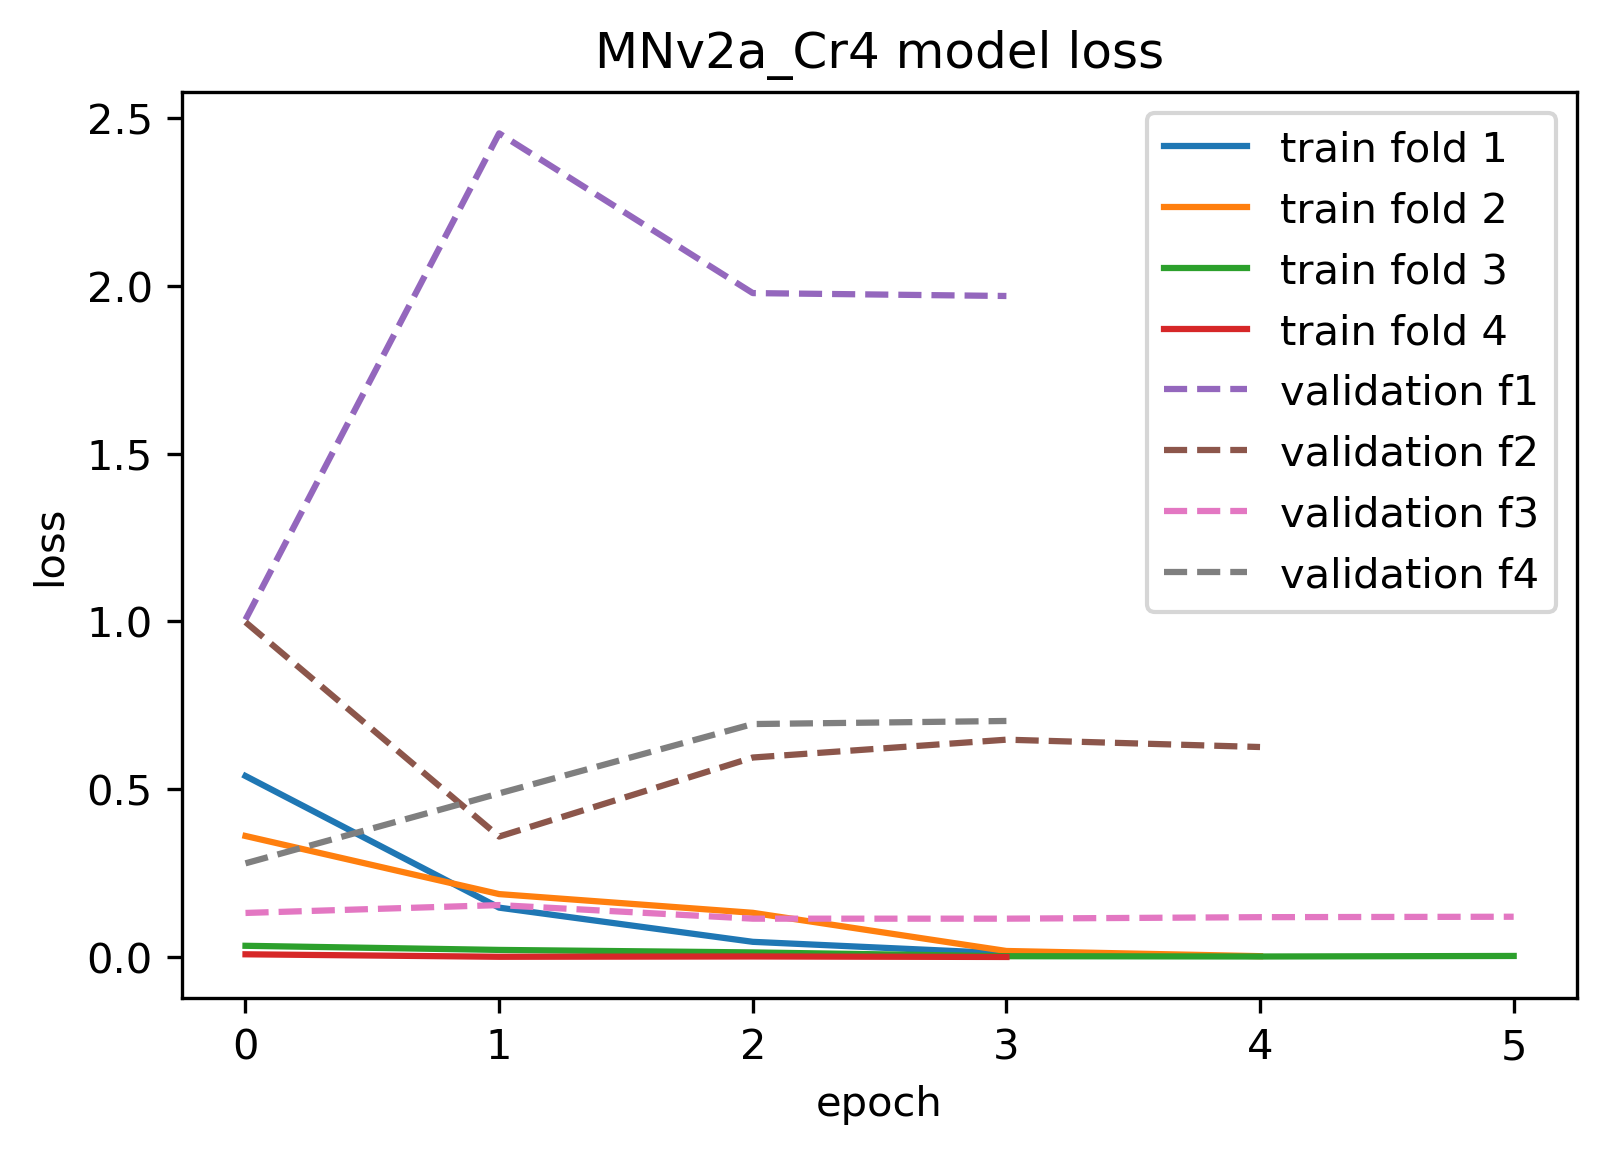 MNv2a_Cr4 model loss
2.5
2.0
1.5
1.0
0.5
0.0
loss
train fold 1
train fold 2
train fold 3
train fold 4
validation f1
validation f2
validation f3
validation f4
0 1 2 3 4 5
epoch